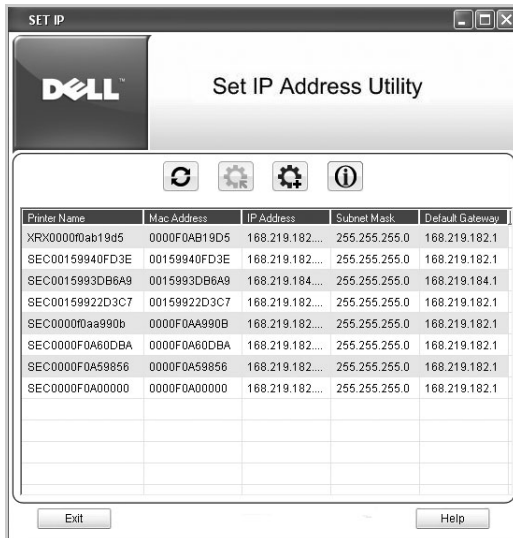 SET IP
DELL™
Set IP Address Utility
Printer Name Mac Address IP Address Subnet Mask Default Gateway
XRX0000f0ab19d5 0000F0AB19D5 168.219.182.... 255.255.255.0 168.219.182.1
SEC00159940FD3E 00159940FD3E 168.219.182.... 255.255.255.0 168.219.182.1
SEC0015993DB6A9 0015993DB6A9 168.219.184.... 255.255.255.0 168.219.184.1
SEC00159922D3C7 00159922D3C7 168.219.182.... 255.255.255.0 168.219.182.1
SEC0000f0aa990b 0000F0AA990B 168.219.182.... 255.255.255.0 168.219.182.1
SEC0000F0A60DBA 0000F0A60DBA 168.219.182.... 255.255.255.0 168.219.182.1
SEC0000F0A59856 0000F0A59856 168.219.182.... 255.255.255.0 168.219.182.1
SEC0000F0A00000 0000F0A00000 168.219.182.... 255.255.255.0 168.219.182.1
Exit Help